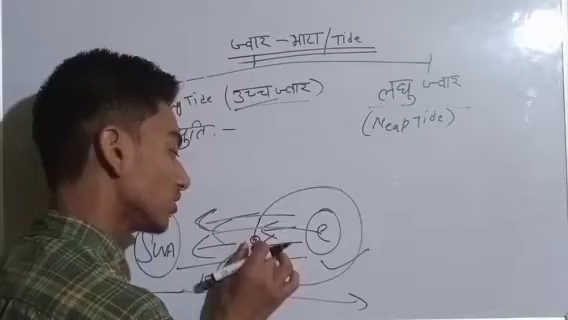 ज्वार - भाटा / Tide
Tide (उच्च ज्वार)
लघु ज्वार
(Neap Tide)
Sun
e